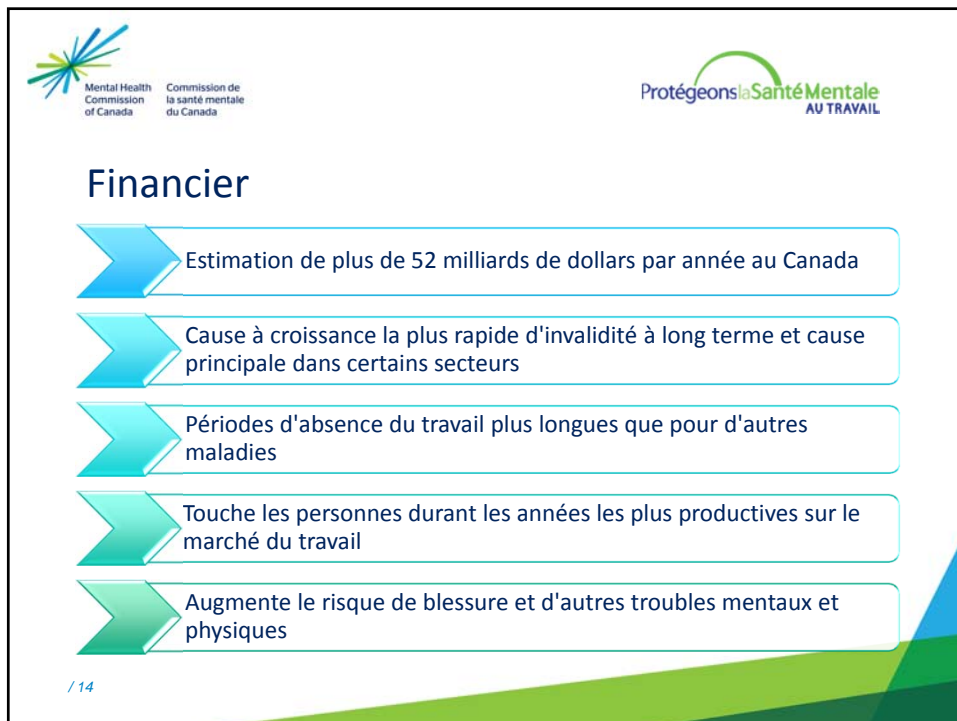 Mental Health Commission of Canada
Commission de la santé mentale du Canada
ProtégeonslaSantéMentale
AU TRAVAIL
Financier
Estimation de plus de 52 milliards de dollars par année au Canada
Cause à croissance la plus rapide d'invalidité à long terme et cause
principale dans certains secteurs
Périodes d'absence du travail plus longues que pour d'autres
maladies
Touche les personnes durant les années les plus productives sur le
marché du travail
Augmente le risque de blessure et d'autres troubles mentaux et
physiques
/ 14